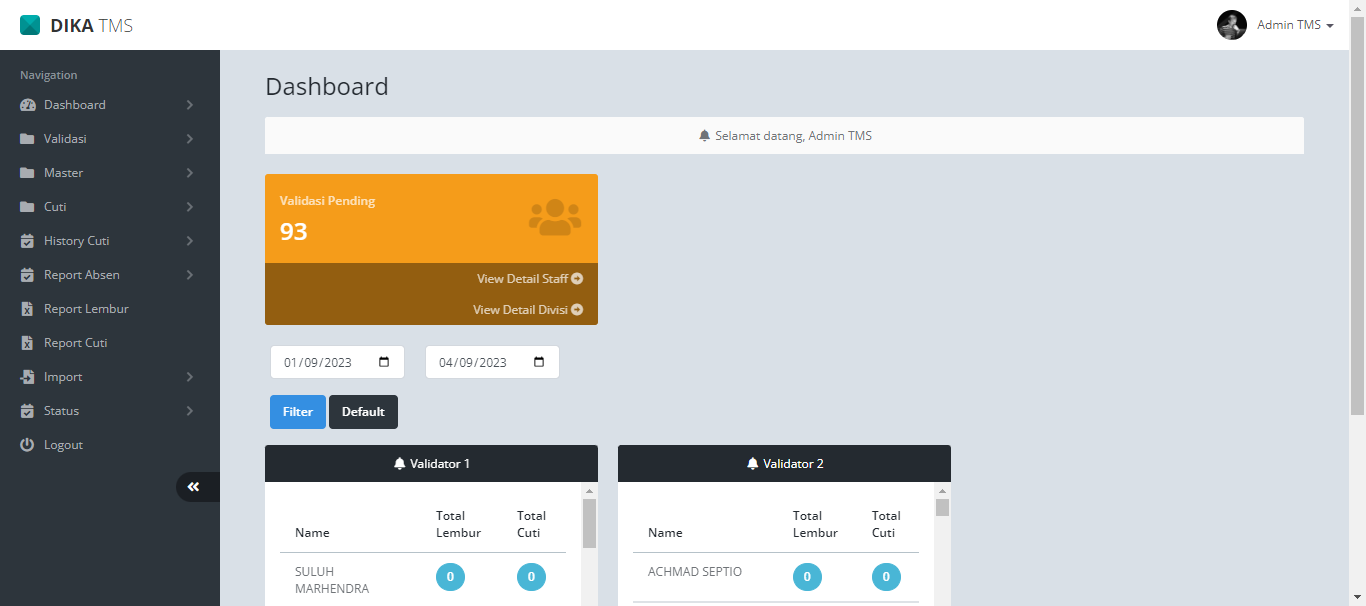 DIKA TMS
Admin TMS
Navigation
Dashboard
Validasi
Master
Cuti
History Cuti
Report Absen
Report Lembur
Report Cuti
Import
Status
Logout
Dashboard
Selamat datang, Admin TMS
Validasi Pending
93
View Detail Staff
View Detail Divisi
01/09/2023
04/09/2023
Filter
Default
Validator 1
Name
Total
Lembur
Total
Cuti
SULUH
MARHENDRA
0
0
Validator 2
Name
Total
Lembur
Total
Cuti
ACHMAD SEPTIO
0
0